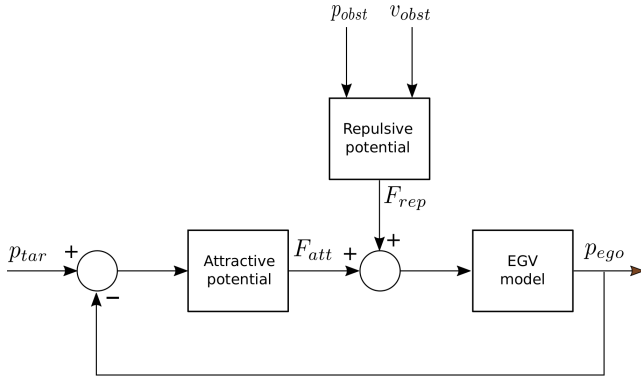 p_obst v_obst
Repulsive
potential
F_rep
p_tar
+
−
Attractive
potential
F_att
+
+
EGV
model
p_ego